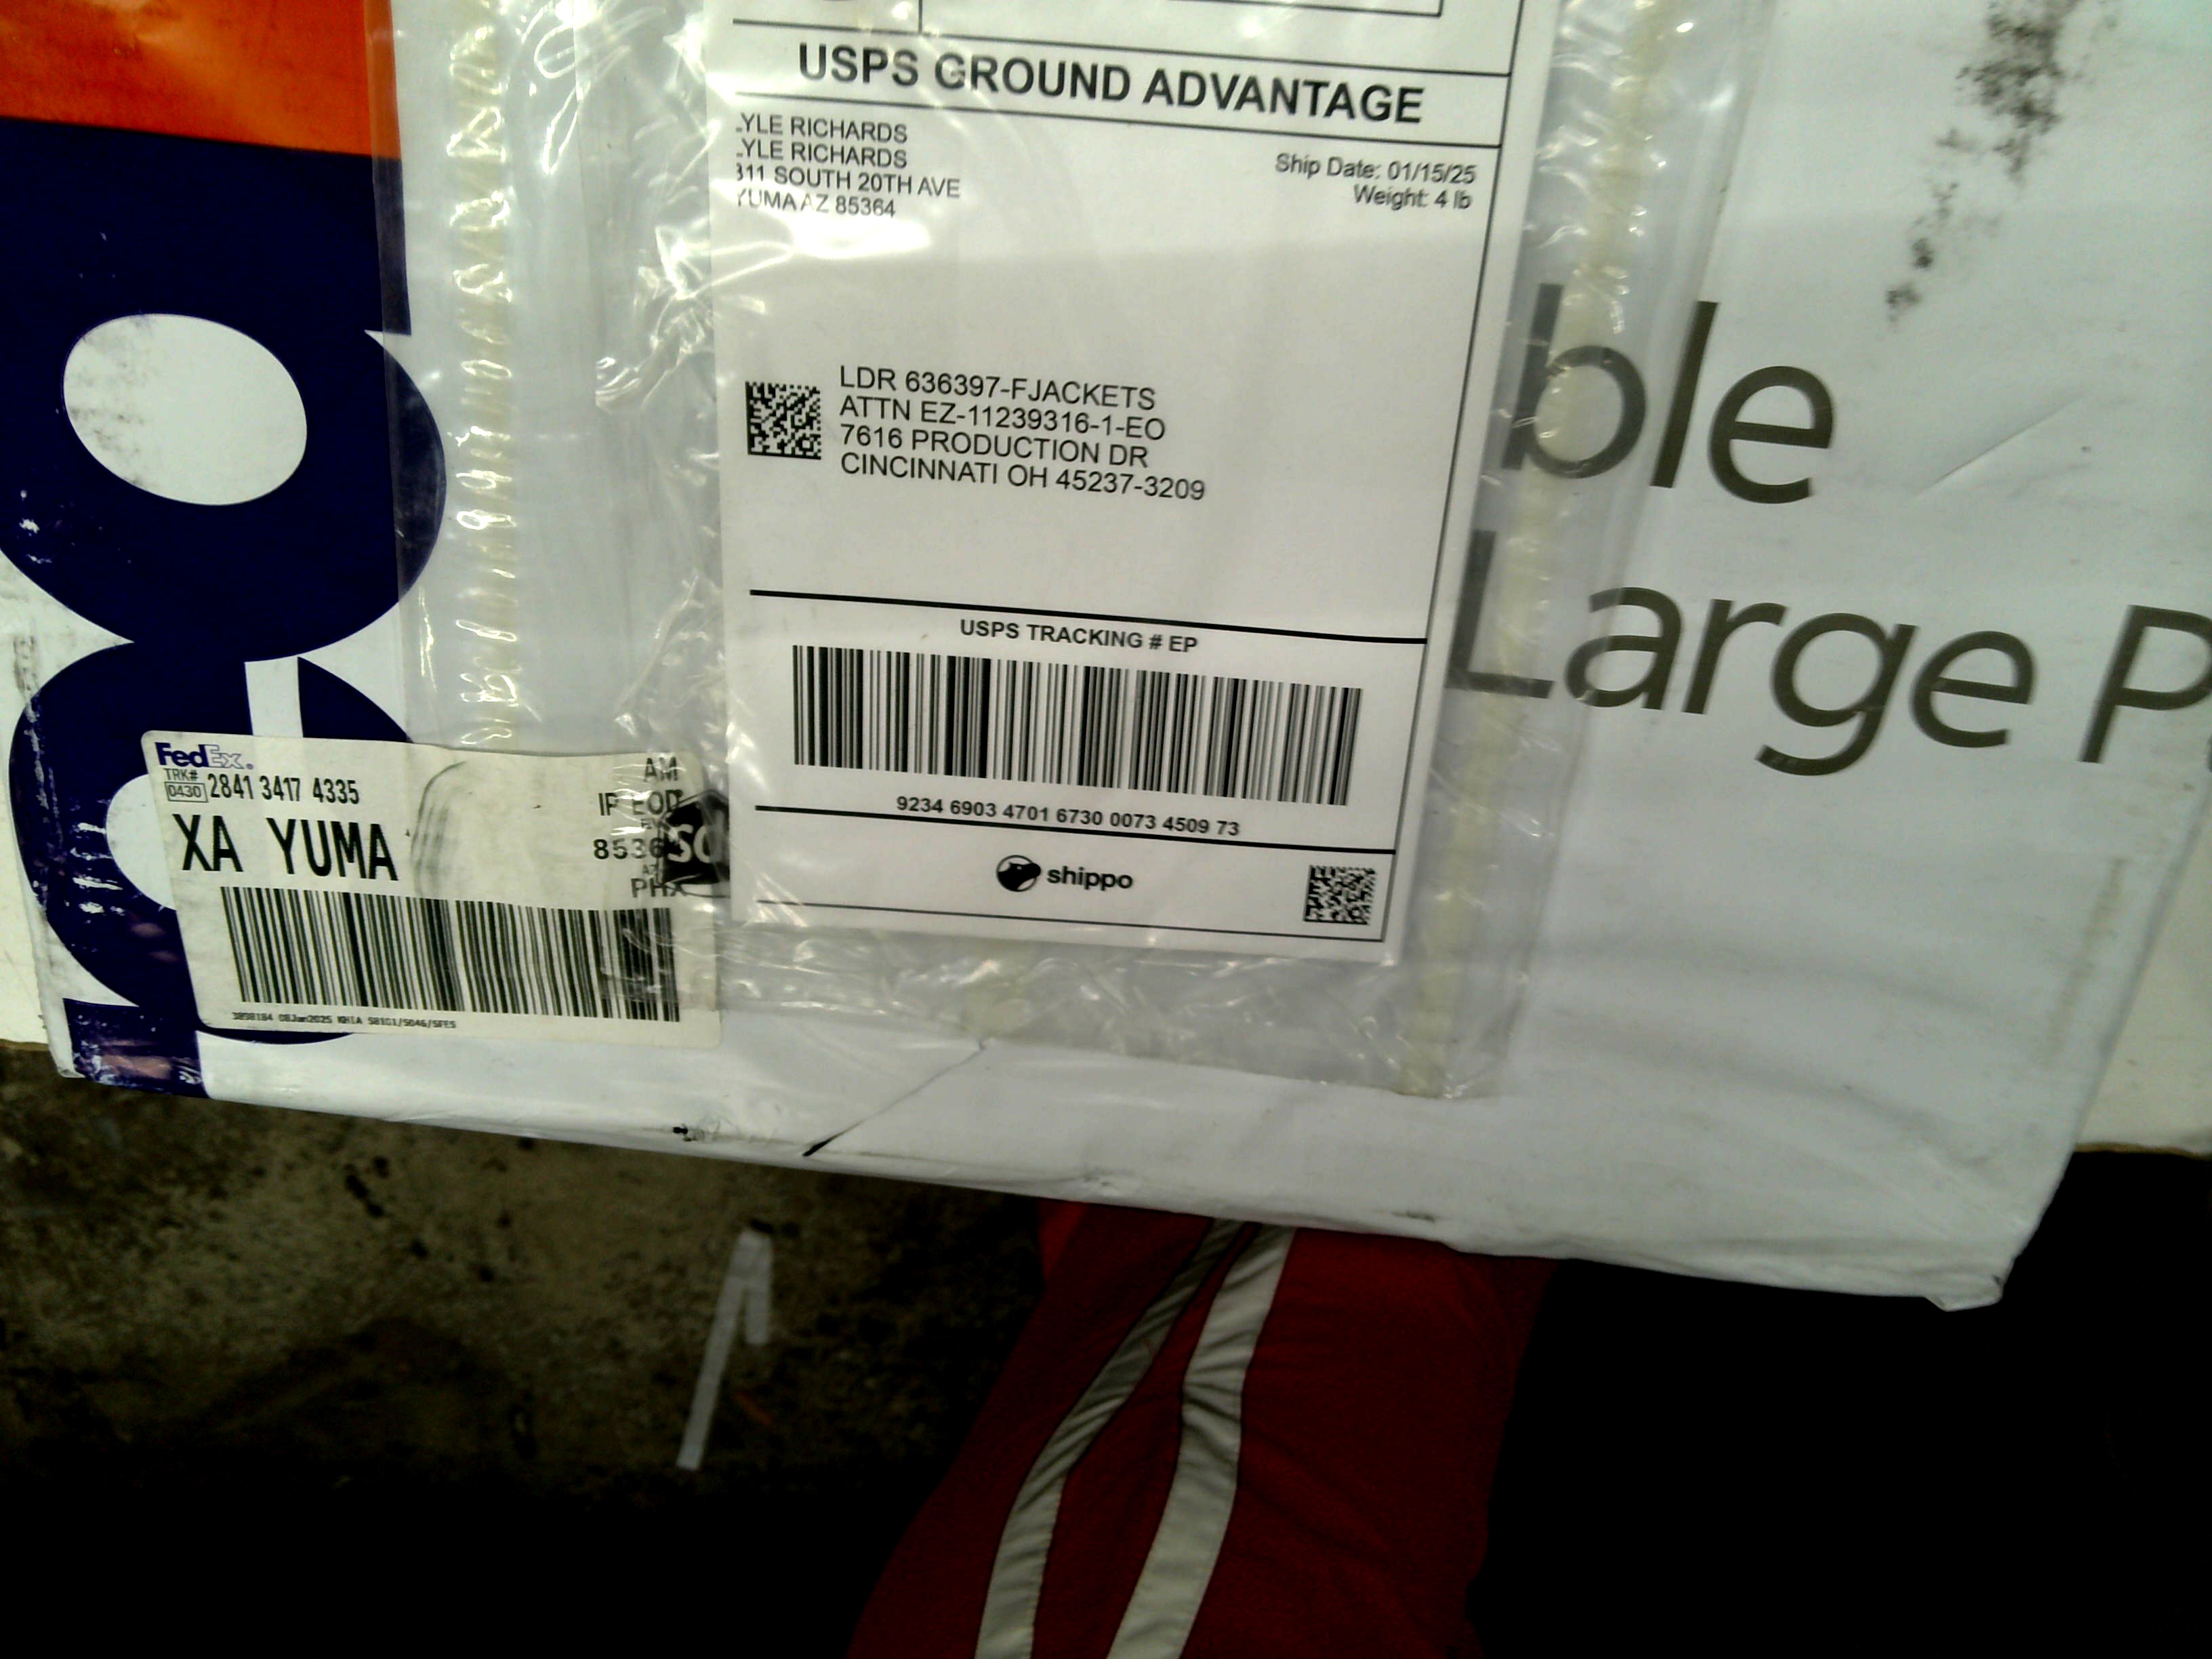 USPS GROUND ADVANTAGE
YLE RICHARDS
YLE RICHARDS
311 SOUTH 20TH AVE
YUMA AZ 85364
Ship Date: 01/15/25
Weight: 4 lb
LDR 636397-FJACKETS
ATTN EZ-11239316-1-EO
7616 PRODUCTION DR
CINCINNATI OH 45237-3209
USPS TRACKING # EP
9234 6903 4701 6730 0073 4509 73
shippo
ble
Large P
FedEx.
TRK#
0430
2841 3417 4335
AM
XA YUMA
8536
PHX